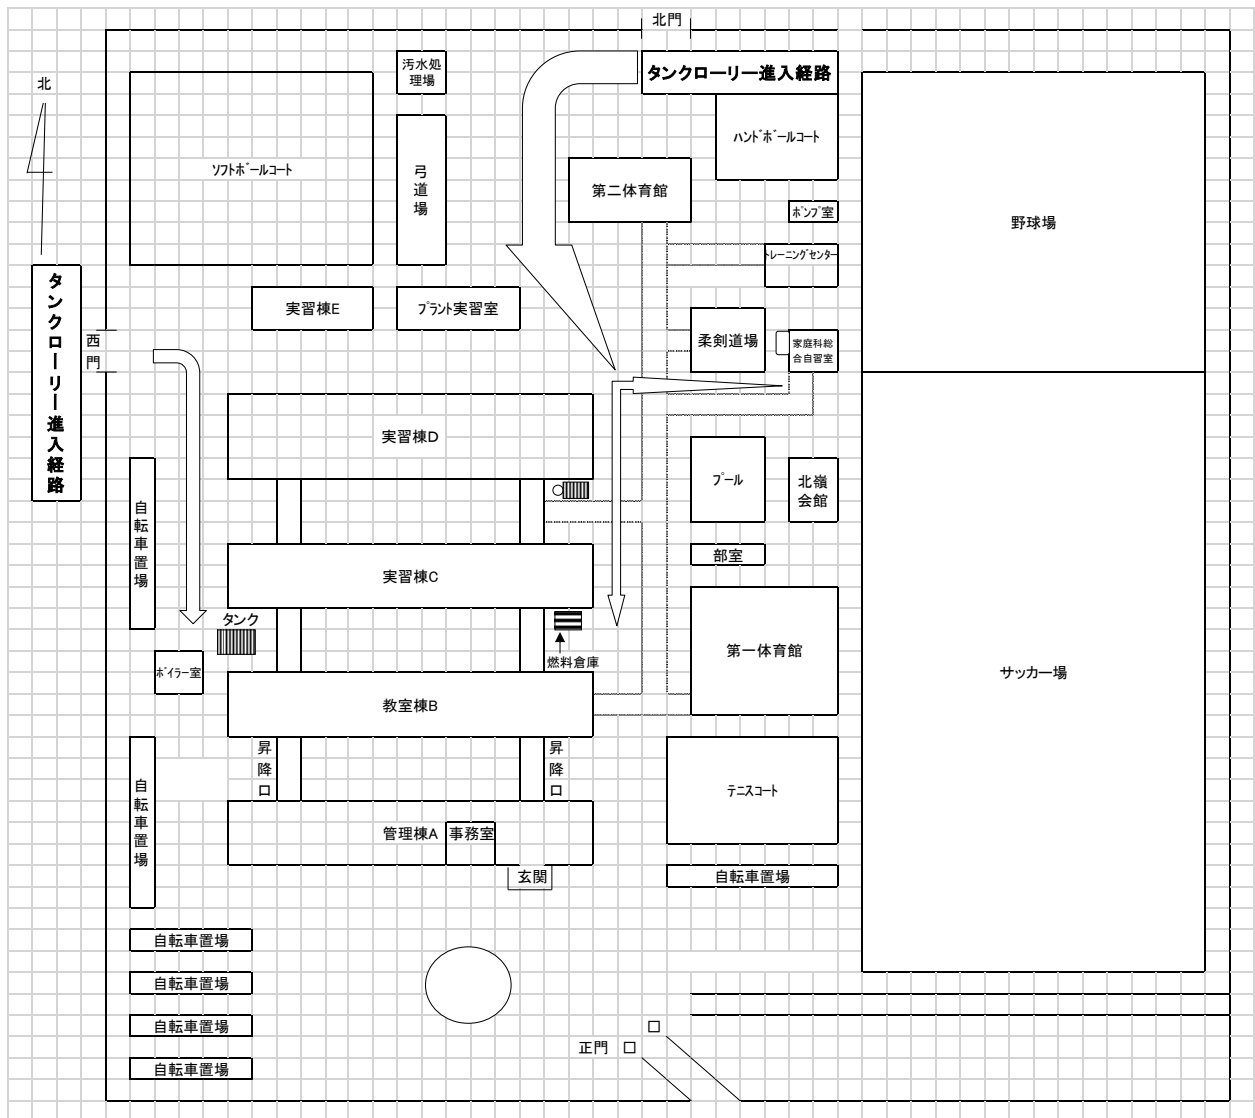 北門
汚水処
理場
タンクローリー進入経路
北
ハンドボールコート
ソフトボールコート
弓道場
第二体育館
ポンプ室
野球場
トレーニングセンター
タンクローリー進入経路
実習棟E
プラント実習室
西門
柔剣道場
家庭科総
合自習室
実習棟D
プール
北嶺
会館
自転車置場
部室
実習棟C
タンク
燃料倉庫
第一体育館
ボイラー室
サッカー場
教室棟B
昇降口
昇降口
自転車置場
テニスコート
管理棟A
事務室
玄関
自転車置場
自転車置場
自転車置場
自転車置場
正門
自転車置場